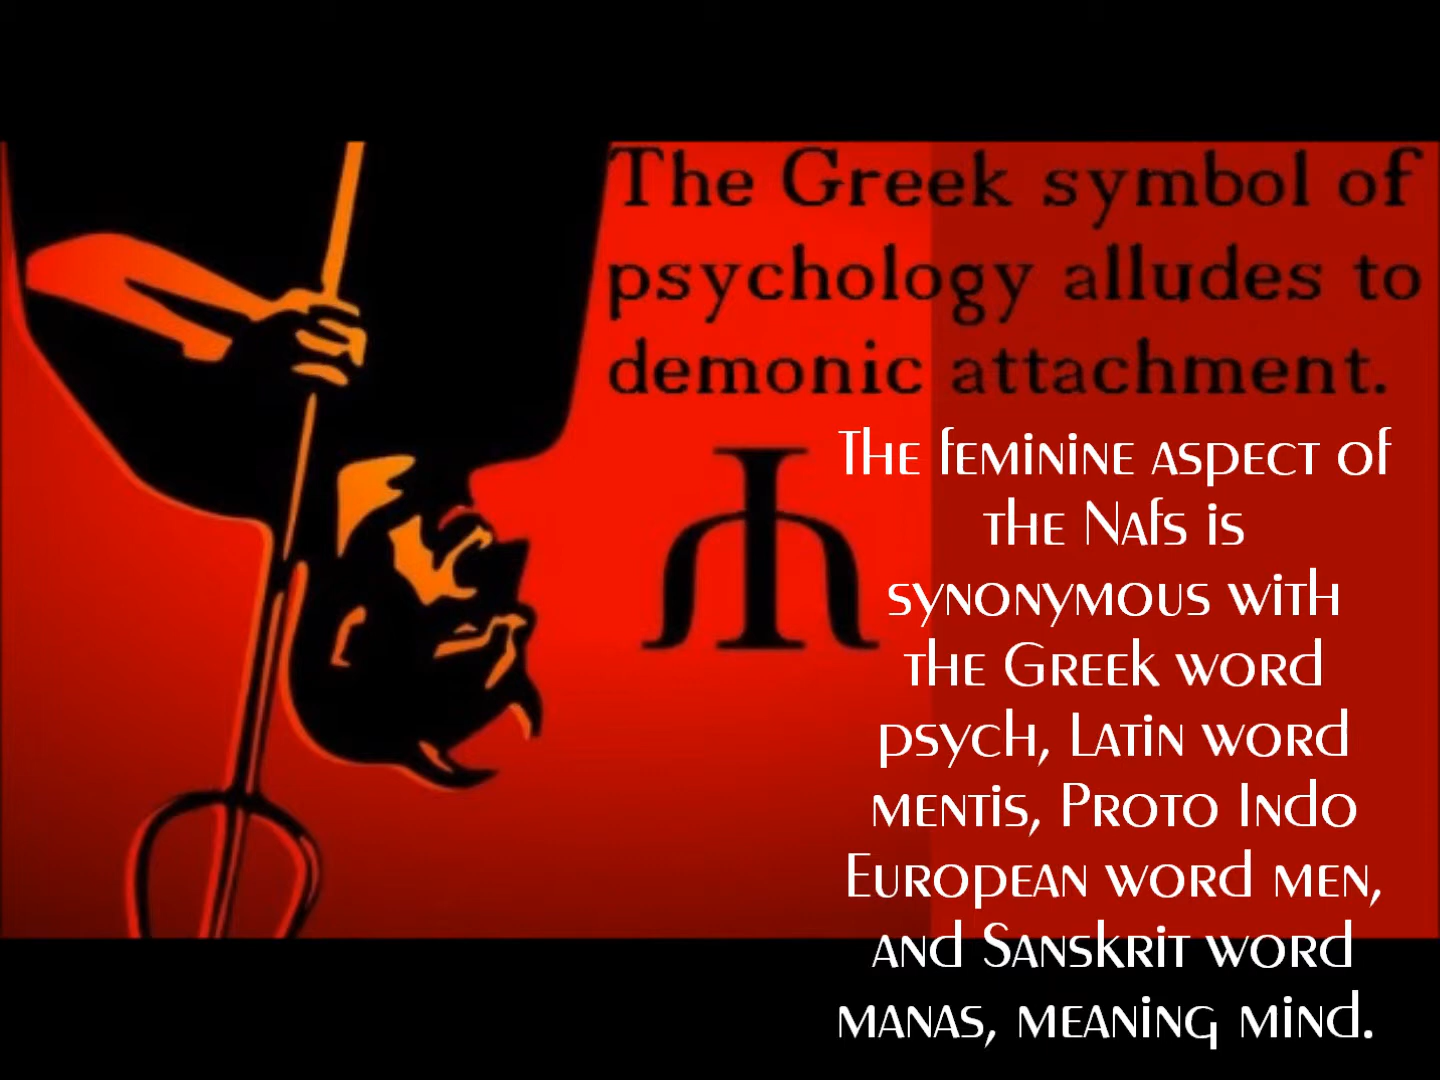 The Greek symbol of
psychology alludes to
demonic attachment.
The feminine aspect of
the Nafs is
synonymous with
the Greek word
psych, Latin word
mentis, Proto Indo
European word men,
and Sanskrit word
manas, meaning mind.